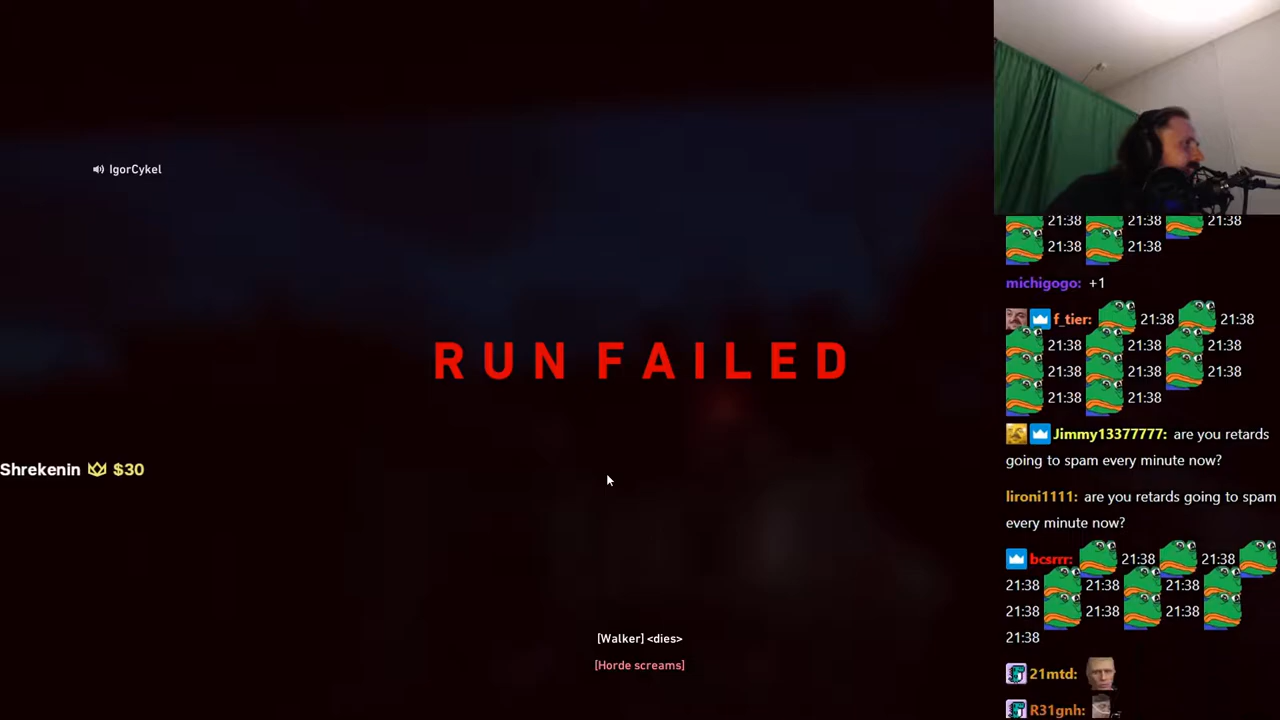 IgorCykel
RUN FAILED
Shrekenin $30
[Walker] <dies>
[Horde screams]
21:38 21:38 21:38
21:38 21:38
michigogo: +1
f_tier: 21:38 21:38
21:38 21:38
21:38 21:38 21:38
21:38 21:38
Jimmy13377777: are you retards
going to spam every minute now?
lironi1111: are you retards going to spam
every minute now?
bcsrrr: 21:38 21:38
21:38 21:38 21:38
21:38 21:38 21:38
21:38
21mtd:
R31gnh: